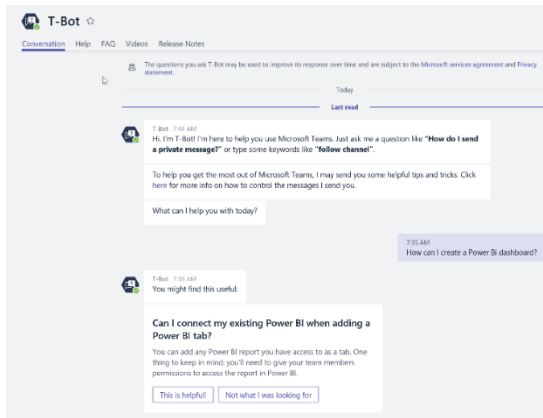 T-Bot
Conversation Help FAQ Videos Release Notes
The questions you ask T-Bot may be used to improve its response over time and are subject to the Microsoft services agreement and Privacy
statement.
Today
Last read
T-Bot 7:44 AM
Hi, I'm T-Bot! I'm here to help you use Microsoft Teams. Just ask me a question like "How do I send
a private message?" or type some keywords like "follow channel".
To help you get the most out of Microsoft Teams, I may send you some helpful tips and tricks. Click
here for more info on how to control the messages I send you.
What can I help you with today?
7:55 AM
How can I create a Power Bi dashboard?
T-Bot 7:55 AM
You might find this useful:
Can I connect my existing Power BI when adding a
Power BI tab?
You can add any Power BI report you have access to as a tab. One
thing to keep in mind: you'll need to give your team members
permissions to access the report in Power BI.
This is helpful! Not what I was looking for